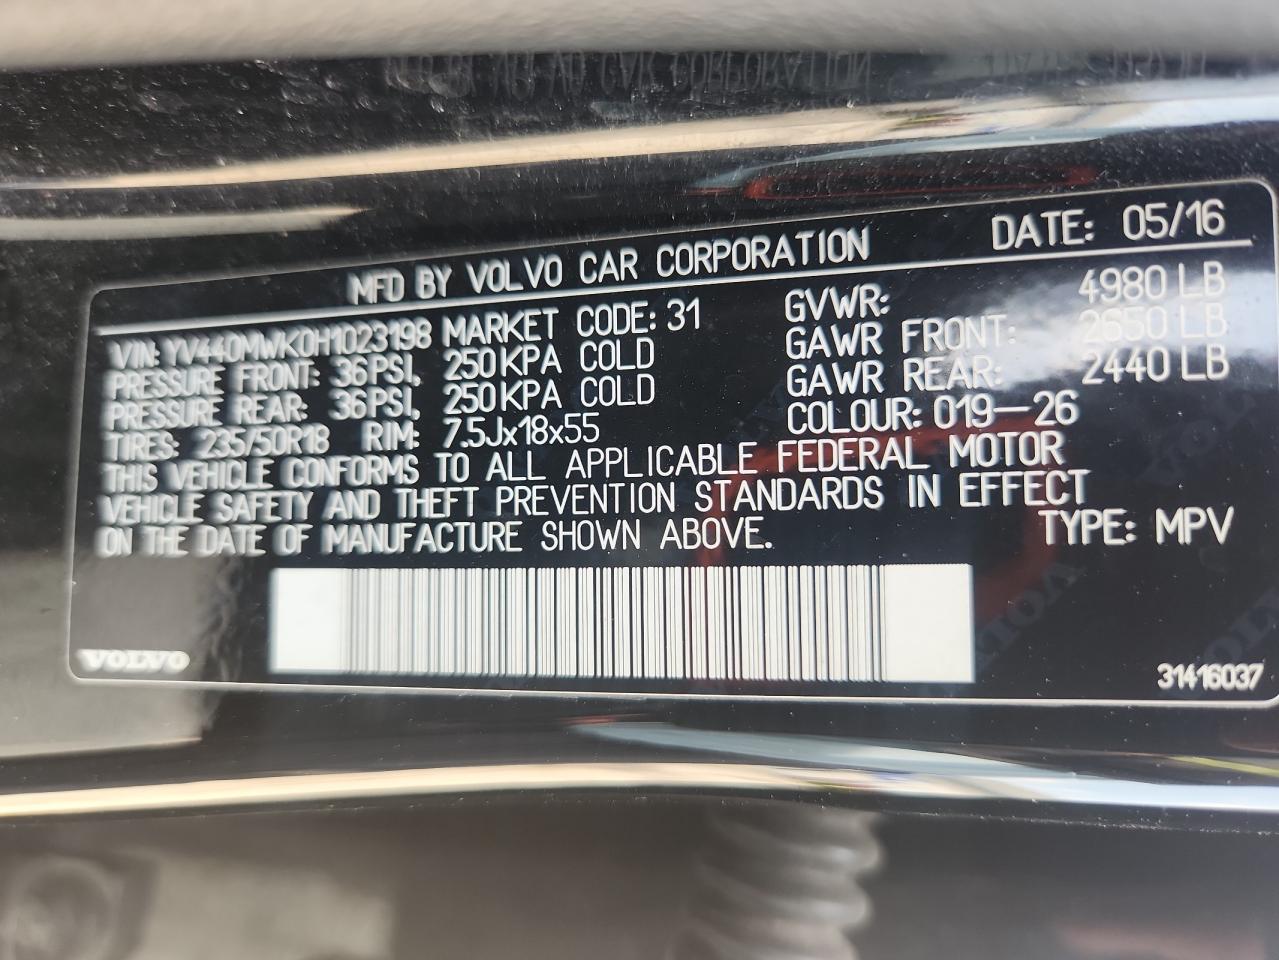 MFD BY VOLVO CAR CORPORATION DATE: 05/16
VIN: YV440MWK0H1023198 MARKET CODE: 31 GVWR: 4980 LB
PRESSURE FRONT: 36PSI, 250KPA COLD GAWR FRONT: 2650 LB
PRESSURE REAR: 36PSI, 250KPA COLD GAWR REAR: 2440 LB
TIRES: 235/50R18 RIM: 7.5Jx18x55 COLOUR: 019-26
THIS VEHICLE CONFORMS TO ALL APPLICABLE FEDERAL MOTOR
VEHICLE SAFETY AND THEFT PREVENTION STANDARDS IN EFFECT
ON THE DATE OF MANUFACTURE SHOWN ABOVE. TYPE: MPV
VOLVO
31416037